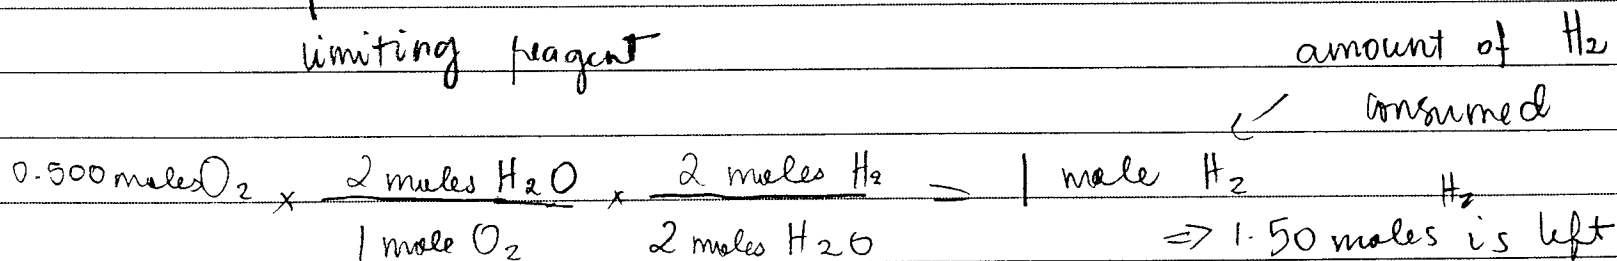 limiting reagent
amount of H₂
consumed
0.500 moles O₂ × 2 moles H₂O / 1 mole O₂ × 2 moles H₂ / 2 moles H₂O = 1 mole H₂
⇒ 1.50 moles H₂ is left